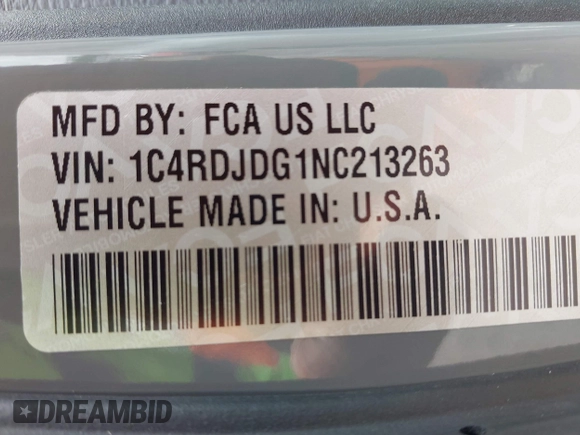 MFD BY: FCA US LLC
VIN: 1C4RDJDG1NC213263
VEHICLE MADE IN: U.S.A.
DREAMBID